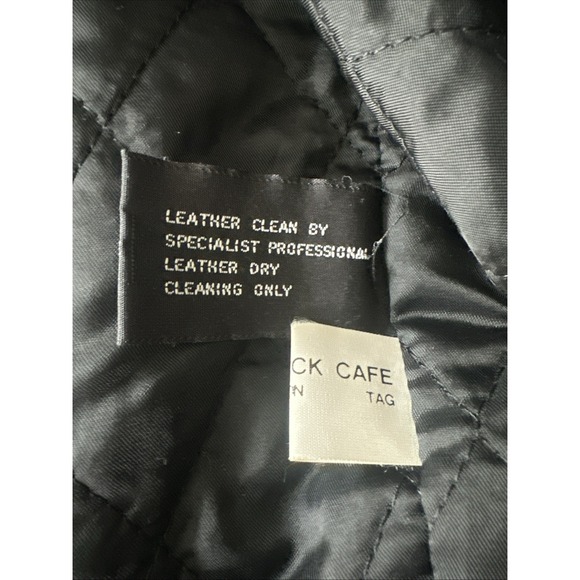 LEATHER CLEAN BY
SPECIALIST PROFESSIONAL
LEATHER DRY
CLEANING ONLY
CK CAFE
N TAG